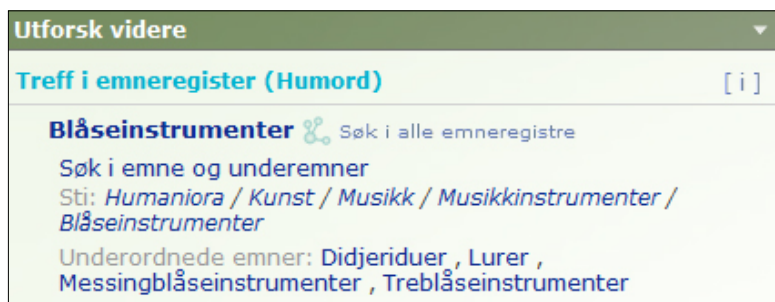 Utforsk videre
Treff i emneregister (Humord) [ i ]
Blåseinstrumenter Søk i alle emneregistre
Søk i emne og underemner
Sti: Humaniora / Kunst / Musikk / Musikkinstrumenter /
Blåseinstrumenter
Underordnede emner: Didjeriduer , Lurer ,
Messingblåseinstrumenter , Treblåseinstrumenter